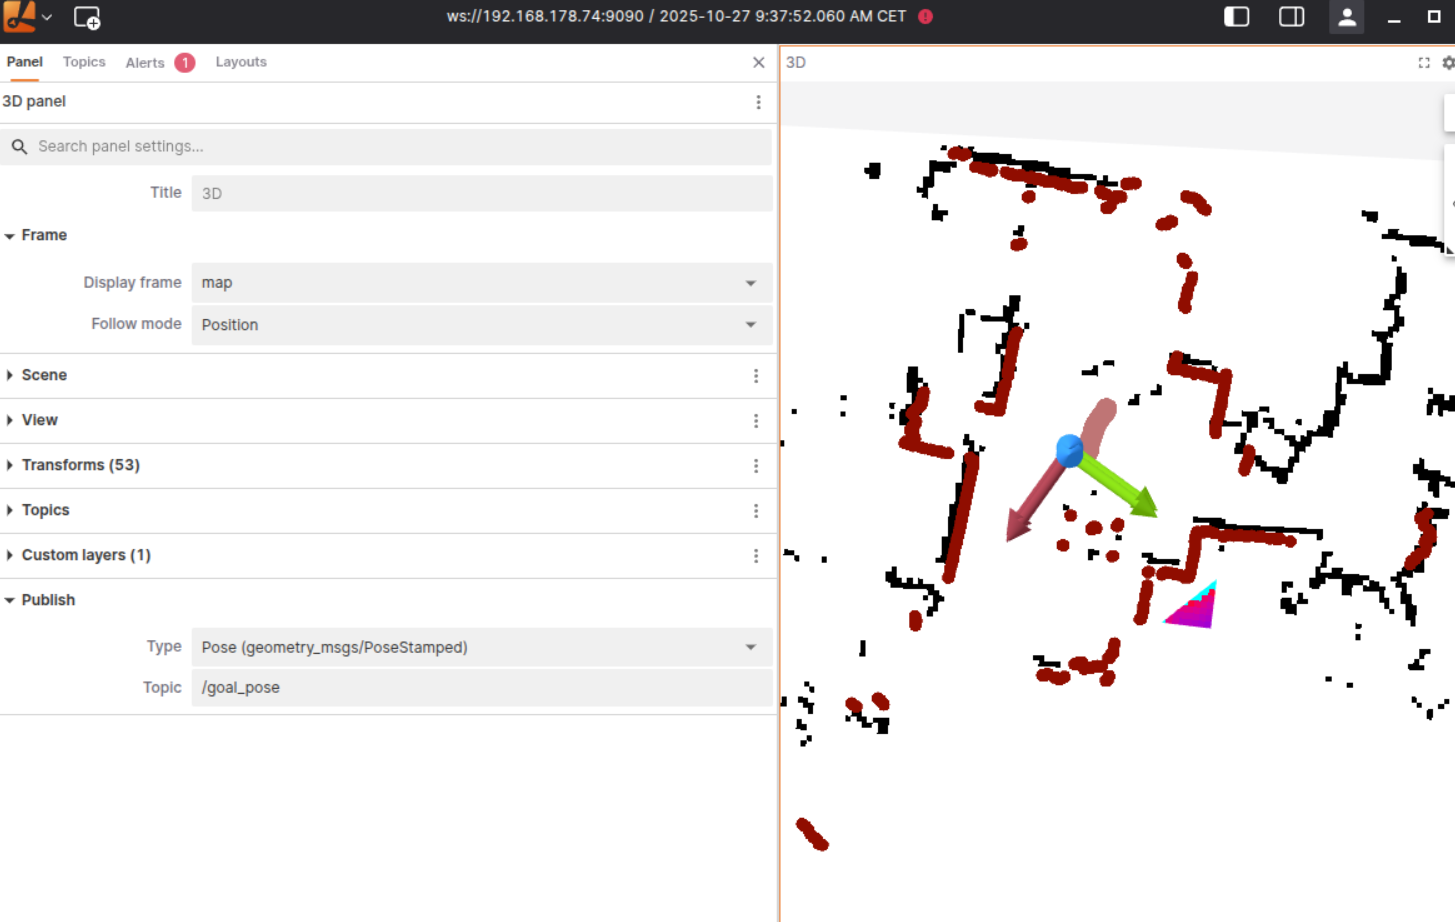 ws://192.168.178.74:9090 / 2025-10-27 9:37:52.060 AM CET
Panel Topics Alerts 1 Layouts
3D panel
Search panel settings...
Title 3D
Frame
Display frame map
Follow mode Position
Scene
View
Transforms (53)
Topics
Custom layers (1)
Publish
Type Pose (geometry_msgs/PoseStamped)
Topic /goal_pose
3D